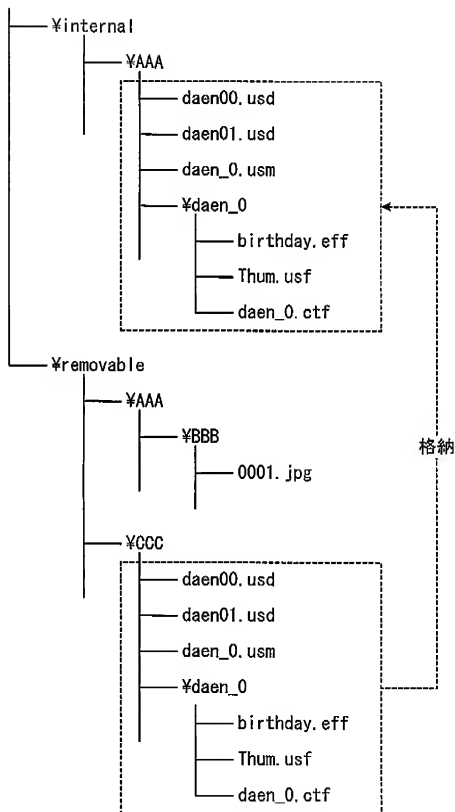 ¥internal
¥AAA
daen00.usd
daen01.usd
daen_0.usm
¥daen_0
birthday.eff
Thum.usf
daen_0.ctf
¥removable
¥AAA
¥BBB
0001.jpg
格納
¥CCC
daen00.usd
daen01.usd
daen_0.usm
¥daen_0
birthday.eff
Thum.usf
daen_0.ctf